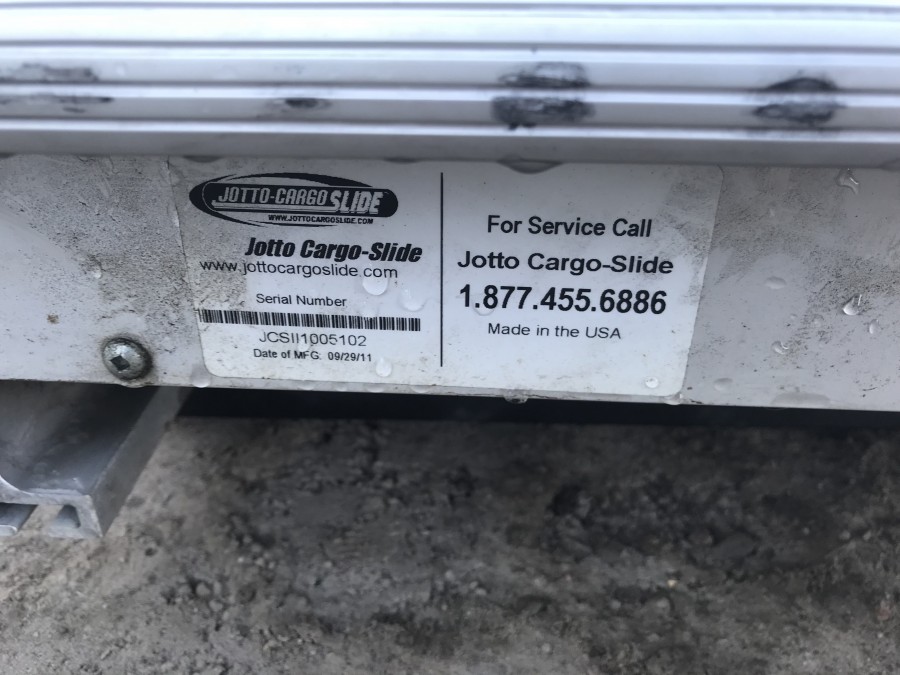 JOTTO-CARGO SLIDE
WWW.JOTTOCARGOSLIDE.COM
Jotto Cargo-Slide
www.jottocargoslide.com
Serial Number
JCSII1005102
Date of MFG: 09/29/11
For Service Call
Jotto Cargo-Slide
1.877.455.6886
Made in the USA